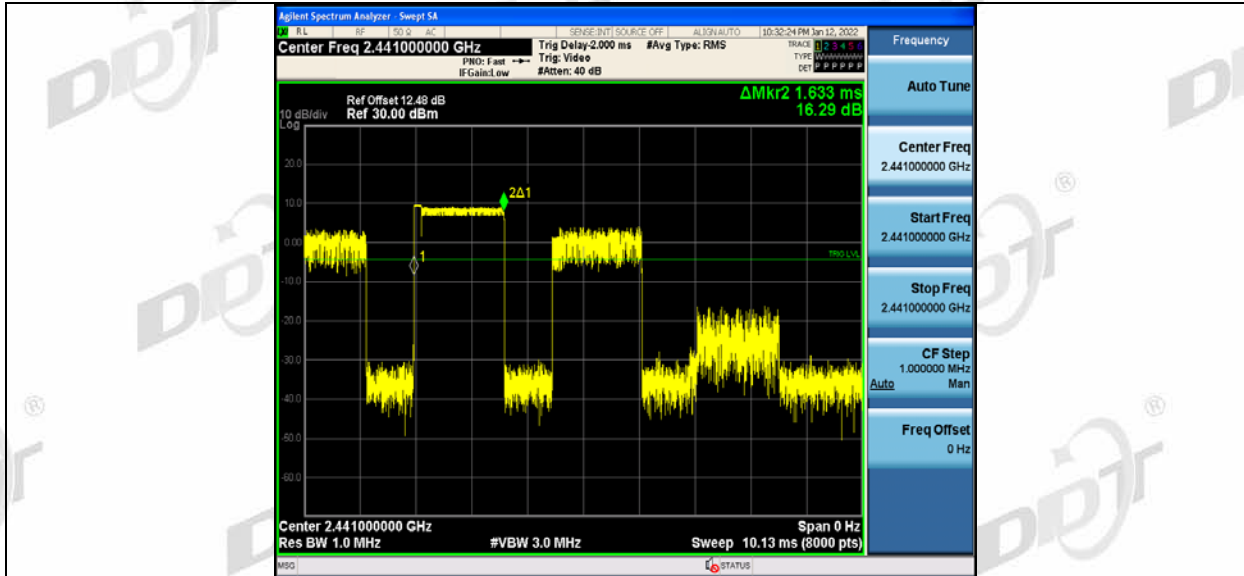 Agilent Spectrum Analyzer - Swept SA
RL RF 50 Ω AC SENSE:INT SOURCE OFF ALIGN AUTO 10:32:24 PM Jan 12, 2022
Center Freq 2.441000000 GHz
PNO: Fast
IFGain:Low
Trig Delay-2.000 ms
Trig: Video
#Atten: 40 dB
#Avg Type: RMS
TRACE 1 2 3 4 5 6
TYPE
DET P P P P P P
Frequency
Auto Tune
Center Freq
2.441000000 GHz
Start Freq
2.441000000 GHz
Stop Freq
2.441000000 GHz
CF Step
1.000000 MHz
Auto Man
Freq Offset
0 Hz
ΔMkr2 1.633 ms
16.29 dB
Ref Offset 12.48 dB
10 dB/div Ref 30.00 dBm
Log
20.0
10.0
0.00
-10.0
-20.0
-30.0
-40.0
-50.0
-60.0
2Δ1
1
TRIG LVL
Center 2.441000000 GHz Span 0 Hz
Res BW 1.0 MHz #VBW 3.0 MHz Sweep 10.13 ms (8000 pts)
MSG STATUS
DDT
®